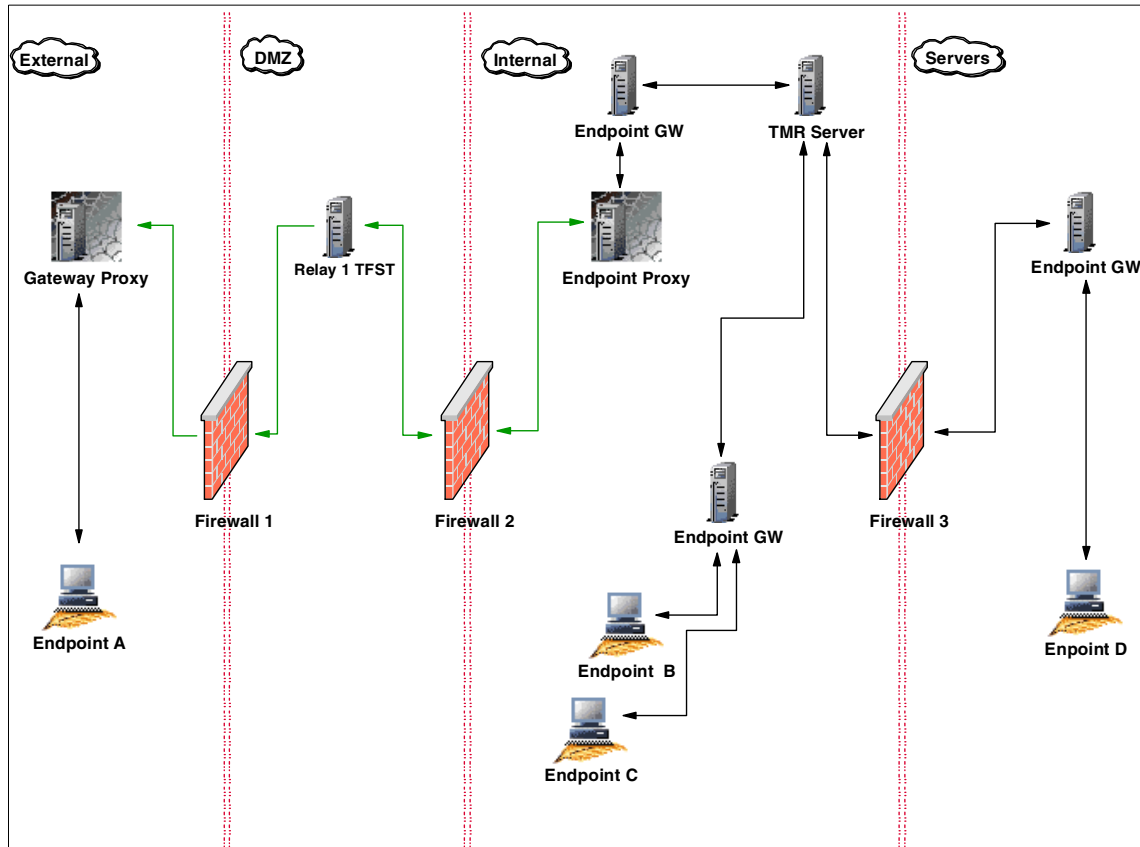 External
DMZ
Internal
Servers
Endpoint GW
TMR Server
Gateway Proxy
Relay 1 TFST
Endpoint Proxy
Endpoint GW
Firewall 1
Firewall 2
Endpoint GW
Firewall 3
Endpoint A
Endpoint B
Enpoint D
Endpoint C